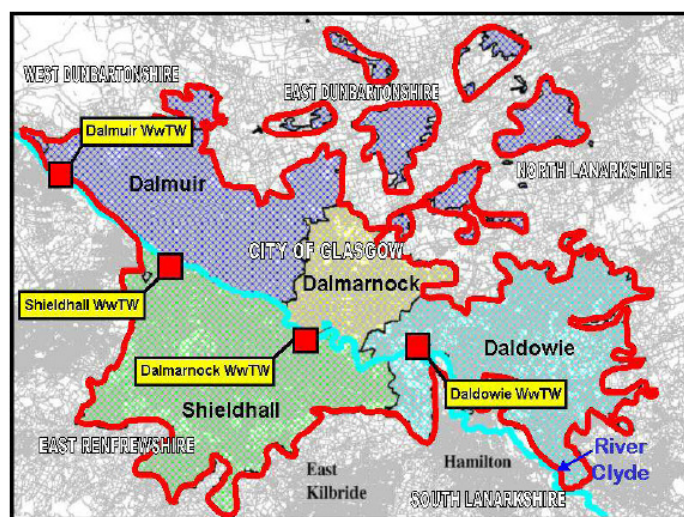 WEST DUNBARTONSHIRE
EAST DUNBARTONSHIRE
Dalmuir WwTW
NORTH LANARKSHIRE
Dalmuir
CITY OF GLASGOW
Dalmarnock
Shieldhall WwTW
Daldowie
Dalmarnock WwTW
Daldowie WwTW
Shieldhall
EAST RENFREWSHIRE
River
Clyde
East
Kilbride
Hamilton
SOUTH LANARKSHIRE